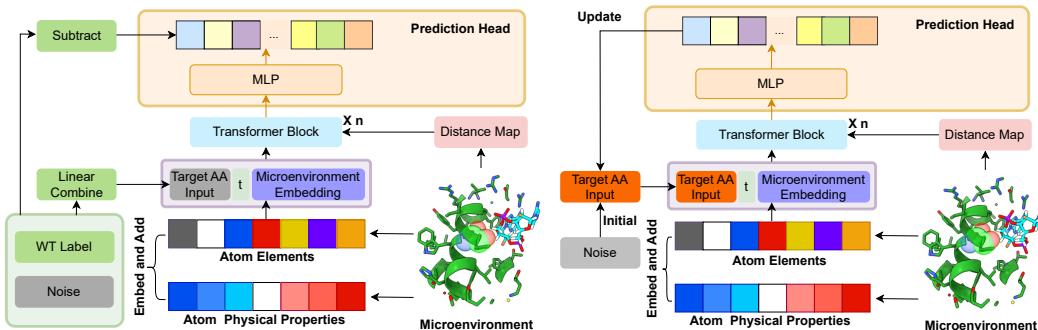 Subtract
...
Prediction Head
MLP
Transformer Block
X n
Distance Map
Linear
Combine
Target AA
Input
t
Microenvironment
Embedding
WT Label
Noise
Embed and Add
Atom Elements
Atom Physical Properties
Microenvironment
Update
...
Prediction Head
MLP
Transformer Block
X n
Distance Map
Target AA
Input
Target AA
Input
t
Microenvironment
Embedding
Initial
Noise
Embed and Add
Atom Elements
Atom Physical Properties
Microenvironment